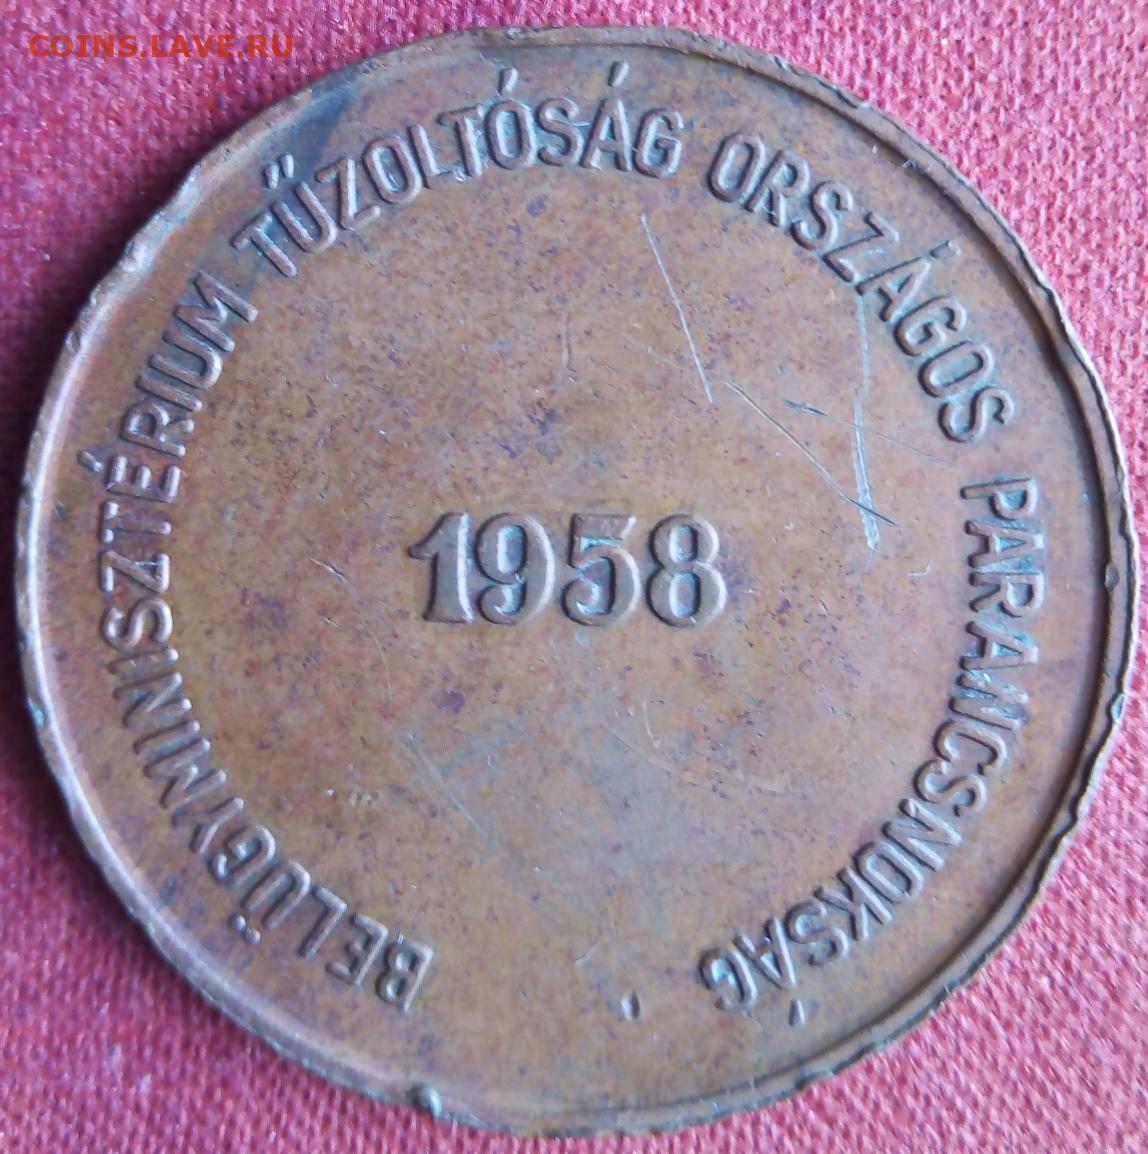 COINS.LAVE.RU
BELÜGYMINISZTÉRIUM TŰZOLTÓSÁG ORSZÁGOS PARANCSNOKSÁG
1958